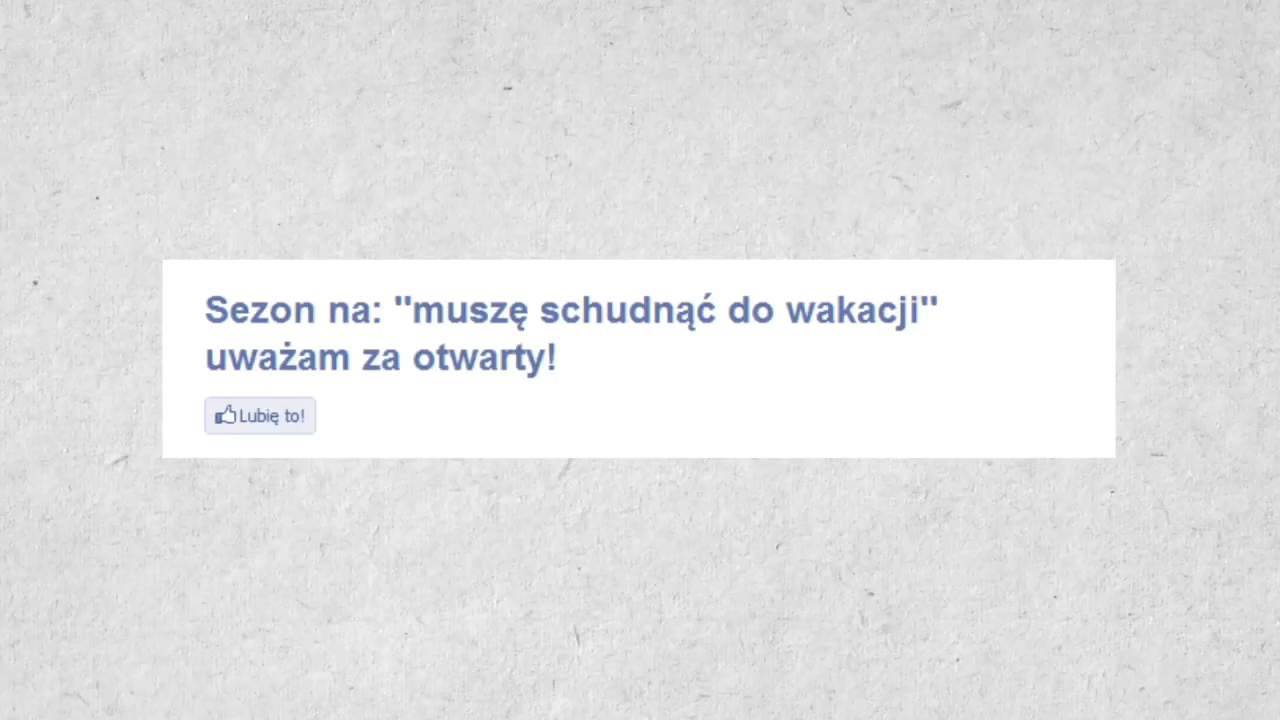 Sezon na: "muszę schudnąć do wakacji"
uważam za otwarty!
Lubię to!